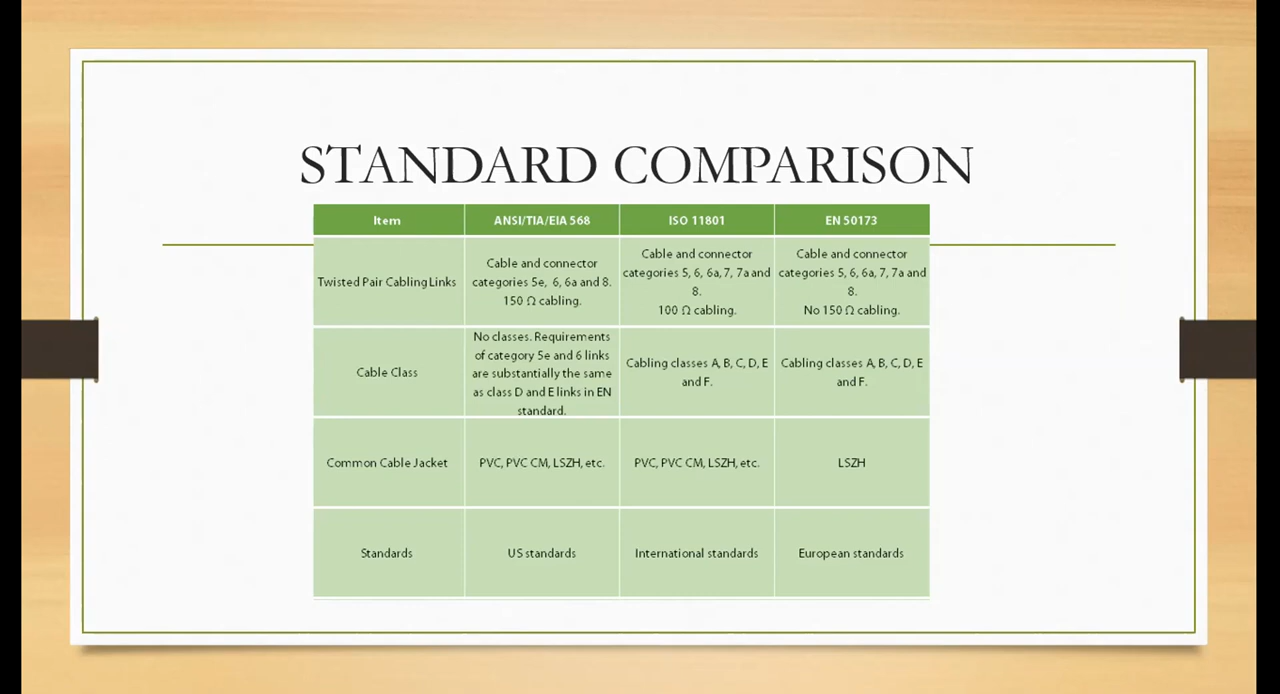 STANDARD COMPARISON
Item
ANSI/TIA/EIA 568
ISO 11801
EN 50173
Twisted Pair Cabling Links
Cable and connector
categories 5e, 6, 6a and 8.
150 Ω cabling.
Cable and connector
categories 5, 6, 6a, 7, 7a and
8.
100 Ω cabling.
Cable and connector
categories 5, 6, 6a, 7, 7a and
8.
No 150 Ω cabling.
Cable Class
No classes. Requirements
of category 5e and 6 links
are substantially the same
as class D and E links in EN
standard.
Cabling classes A, B, C, D, E
and F.
Cabling classes A, B, C, D, E
and F.
Common Cable Jacket
PVC, PVC CM, LSZH, etc.
PVC, PVC CM, LSZH, etc.
LSZH
Standards
US standards
International standards
European standards